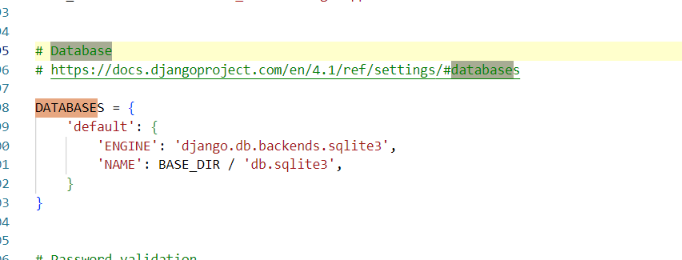 # Database
# https://docs.djangoproject.com/en/4.1/ref/settings/#databases
DATABASES = {
'default': {
'ENGINE': 'django.db.backends.sqlite3',
'NAME': BASE_DIR / 'db.sqlite3',
}
}
# Password validation